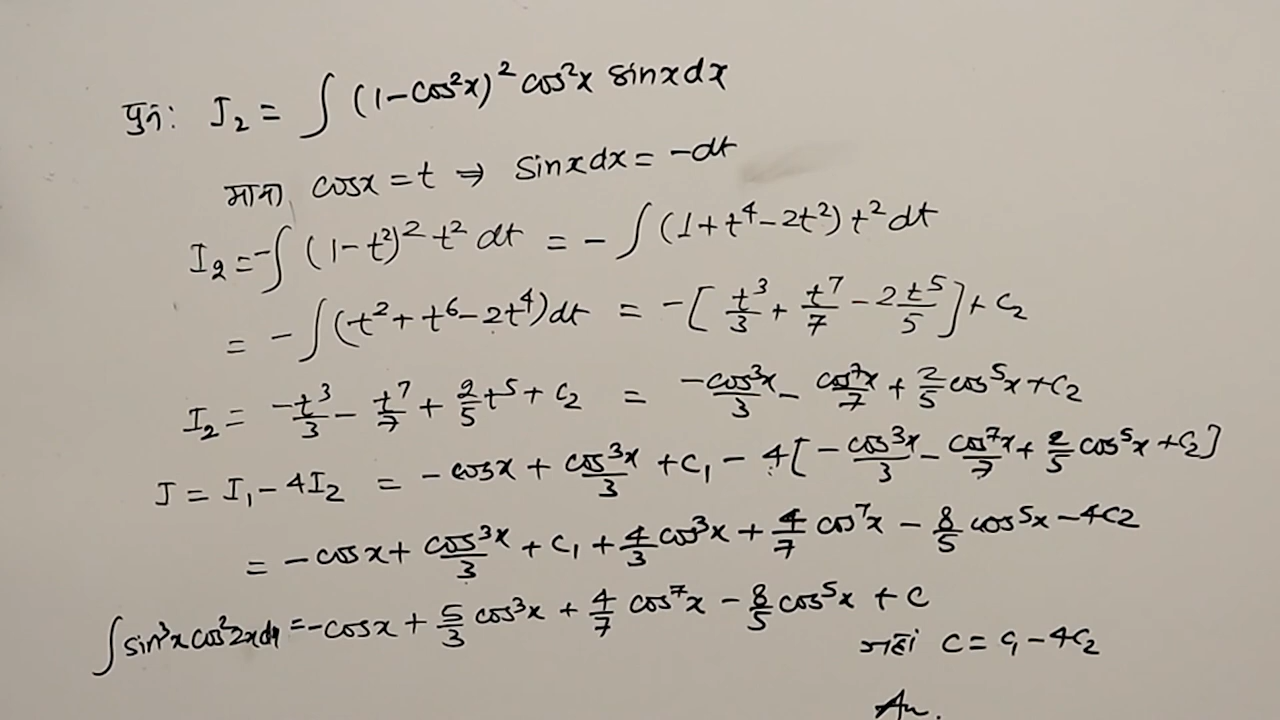 पुन: I₂ = ∫ (1-cos²x)² cos²x sinx dx
माना, cosx = t ⇒ sinx dx = -dt
I₂ = -∫ (1-t²)² t² dt = - ∫ (1+t⁴-2t²) t² dt
= - ∫ (t² + t⁶ - 2t⁴) dt = -[ t³/3 + t⁷/7 - 2t⁵/5 ] + c₂
I₂ = -t³/3 - t⁷/7 + 2/5 t⁵ + c₂ = -cos³x/3 - cos⁷x/7 + 2/5 cos⁵x + c₂
I = I₁ - 4I₂ = - cosx + cos³x/3 + c₁ - 4[ - cos³x/3 - cos⁷x/7 + 2/5 cos⁵x + c₂]
= - cosx + cos³x/3 + c₁ + 4/3 cos³x + 4/7 cos⁷x - 8/5 cos⁵x - 4c₂
∫ sin³x cos²2x dx = -cosx + 5/3 cos³x + 4/7 cos⁷x - 8/5 cos⁵x + c
जहां c = c₁ - 4c₂
An.